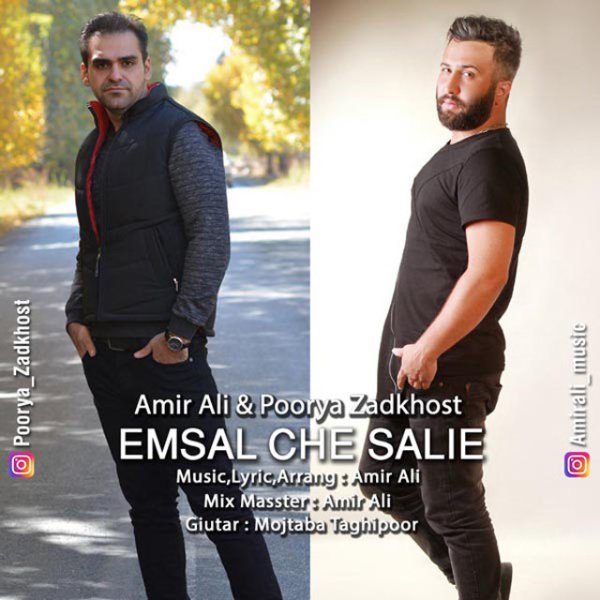 Poorya_Zadkhost
Amirali_music
Amir Ali & Poorya Zadkhost
EMSAL CHE SALIE
Music,Lyric,Arrang : Amir Ali
Mix Masster : Amir Ali
Giutar : Mojtaba Taghipoor